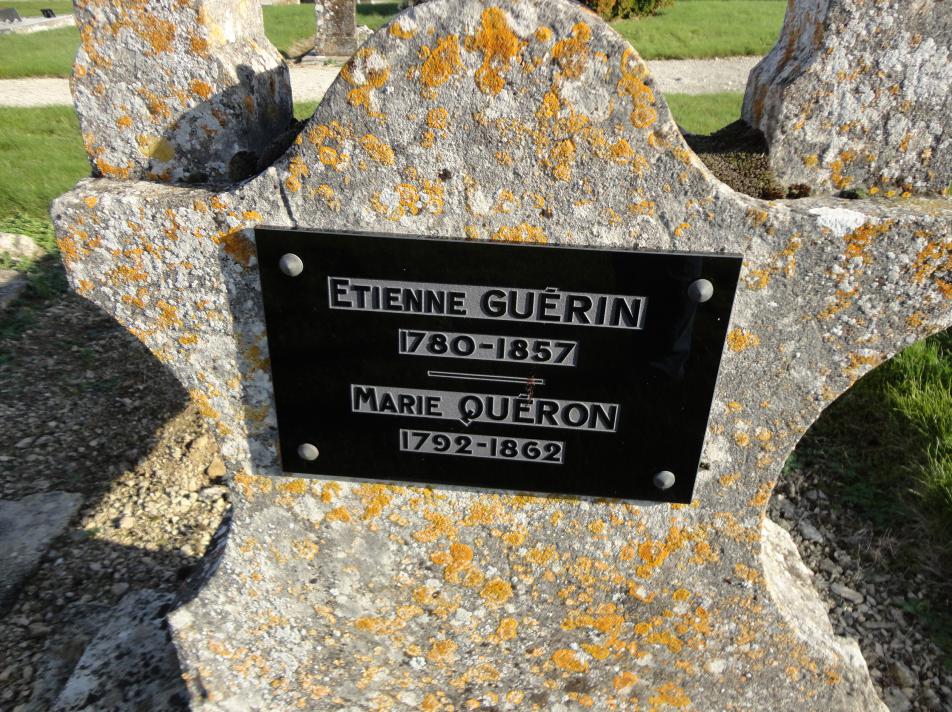 ETIENNE GUÉRIN
1780-1857
MARIE QUÉRON
1792-1862